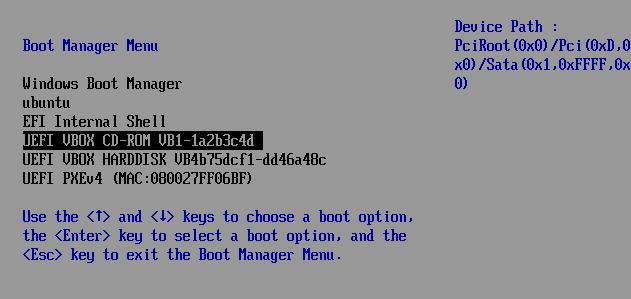 Device Path :
Boot Manager Menu
PciRoot(0x0)/Pci(0xD,0
x0)/Sata(0x1,0xFFFF,0x
0)
Windows Boot Manager
ubuntu
EFI Internal Shell
UEFI VBOX CD-ROM VB1-1a2b3c4d
UEFI VBOX HARDDISK VB4b75dcf1-dd46a48c
UEFI PXEv4 (MAC:080027FF06BF)
Use the <↑> and <↓> keys to choose a boot option,
the <Enter> key to select a boot option, and the
<Esc> key to exit the Boot Manager Menu.